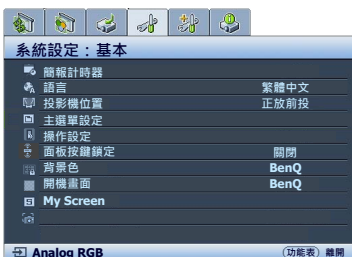 系統設定：基本
簡報計時器
語言 繁體中文
投影機位置 正放前投
主選單設定
操作設定
面板按鍵鎖定 關閉
背景色 BenQ
開機畫面 BenQ
My Screen
Analog RGB 功能表 離開